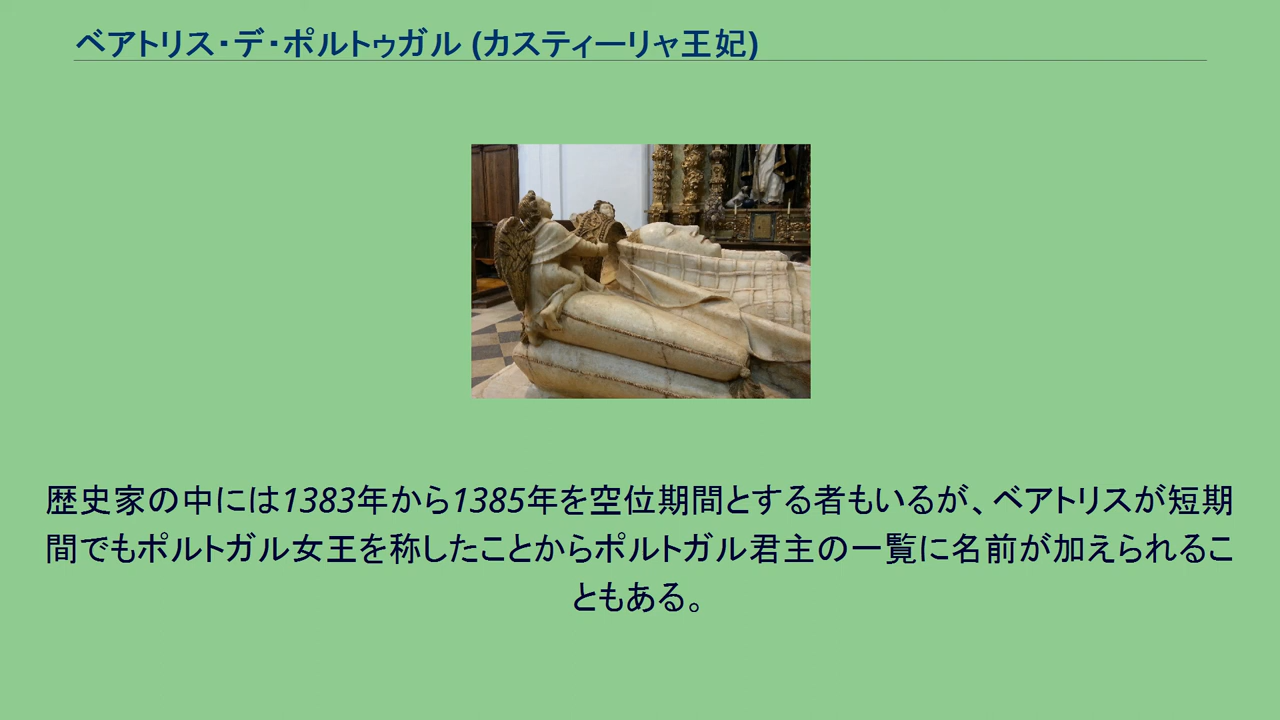 ベアトリス・デ・ポルトゥガル (カスティーリャ王妃)
歴史家の中には1383年から1385年を空位期間とする者もいるが、ベアトリスが短期
間でもポルトガル女王を称したことからポルトガル君主の一覧に名前が加えられるこ
ともある。